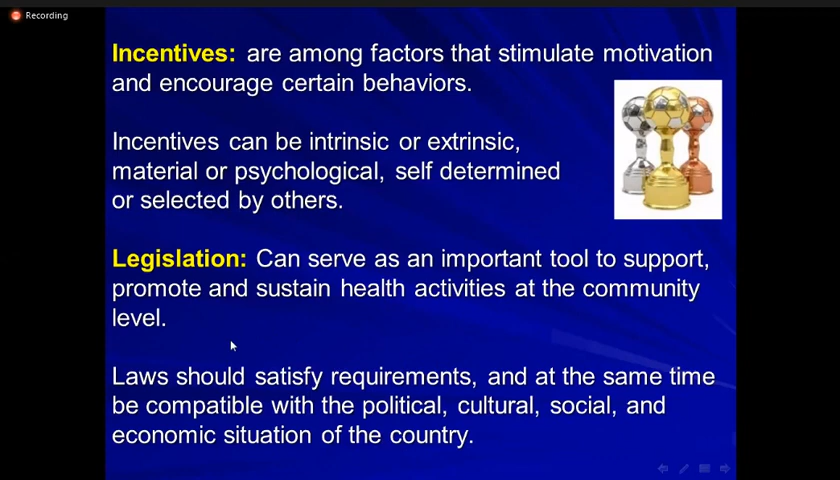 Recording
Incentives: are among factors that stimulate motivation
and encourage certain behaviors.
Incentives can be intrinsic or extrinsic,
material or psychological, self determined
or selected by others.
Legislation: Can serve as an important tool to support,
promote and sustain health activities at the community
level.
Laws should satisfy requirements, and at the same time
be compatible with the political, cultural, social, and
economic situation of the country.